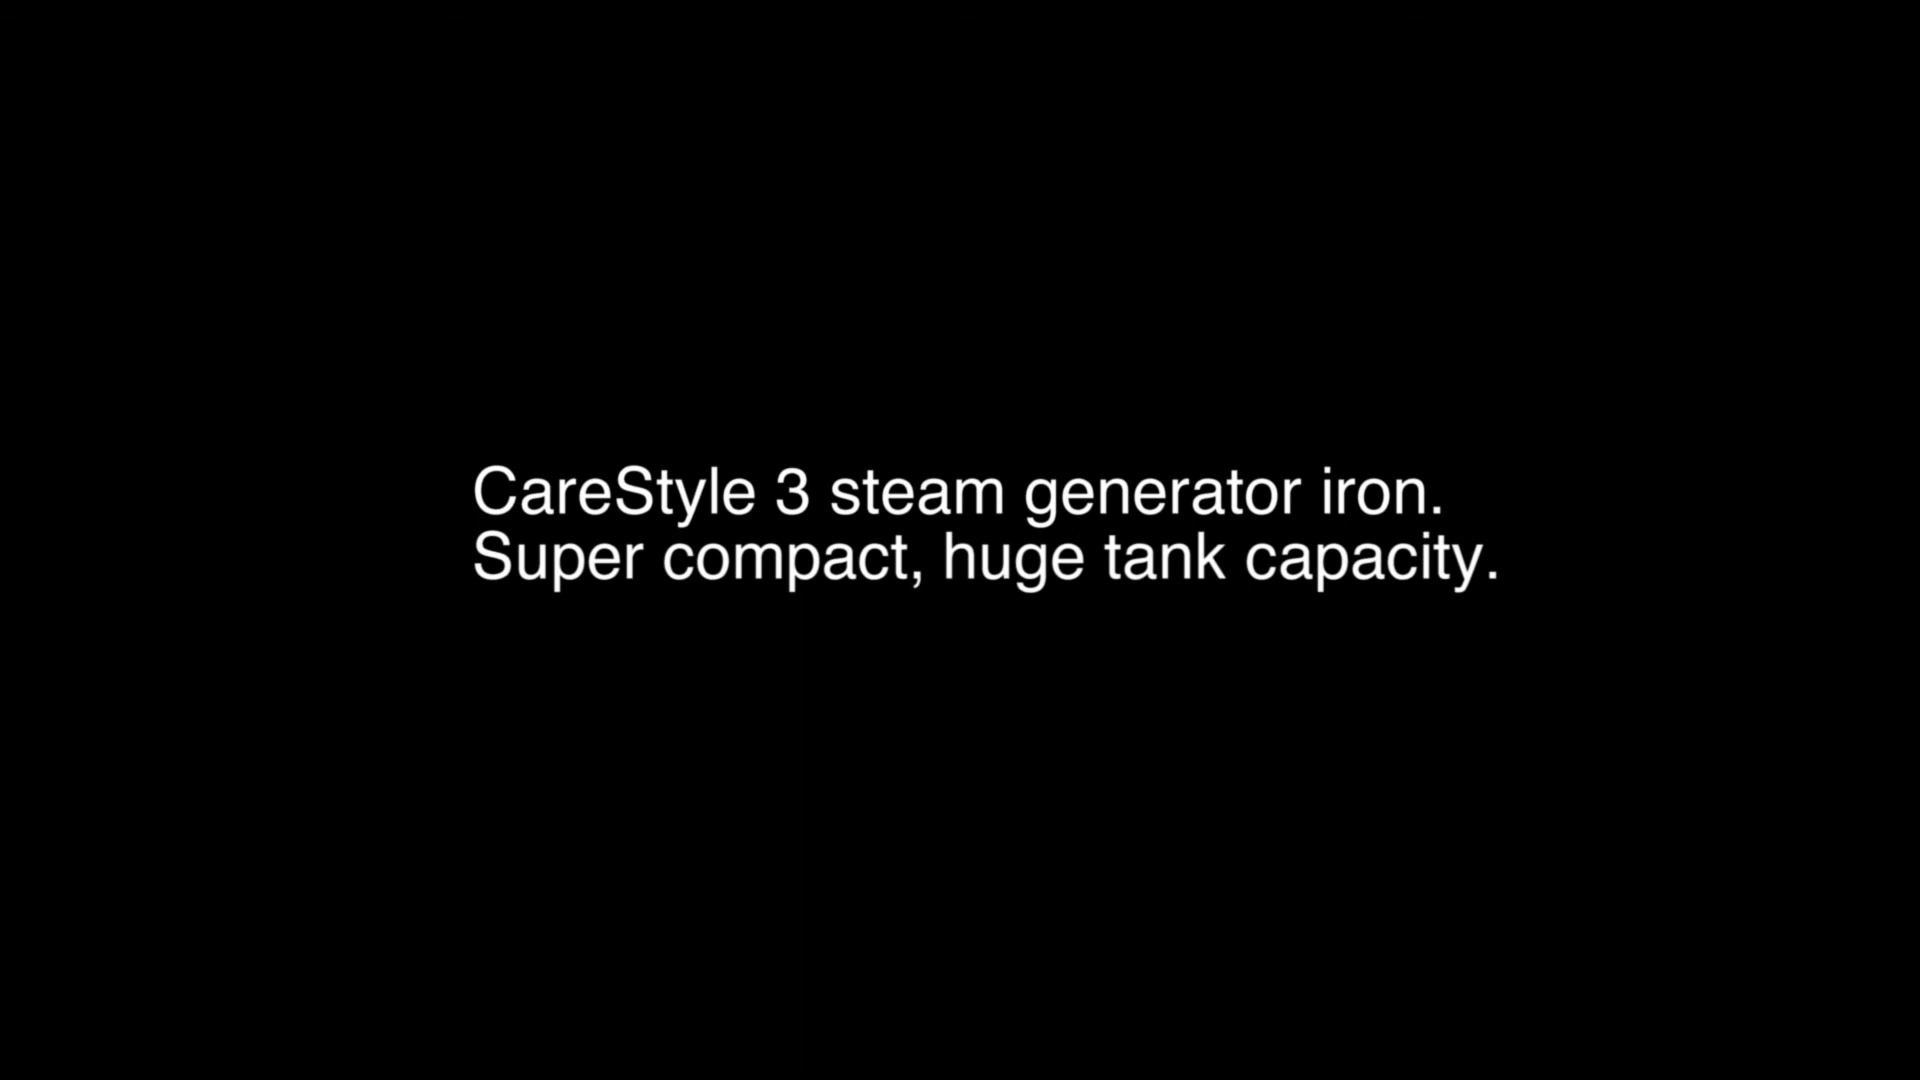 CareStyle 3 steam generator iron.
Super compact, huge tank capacity.